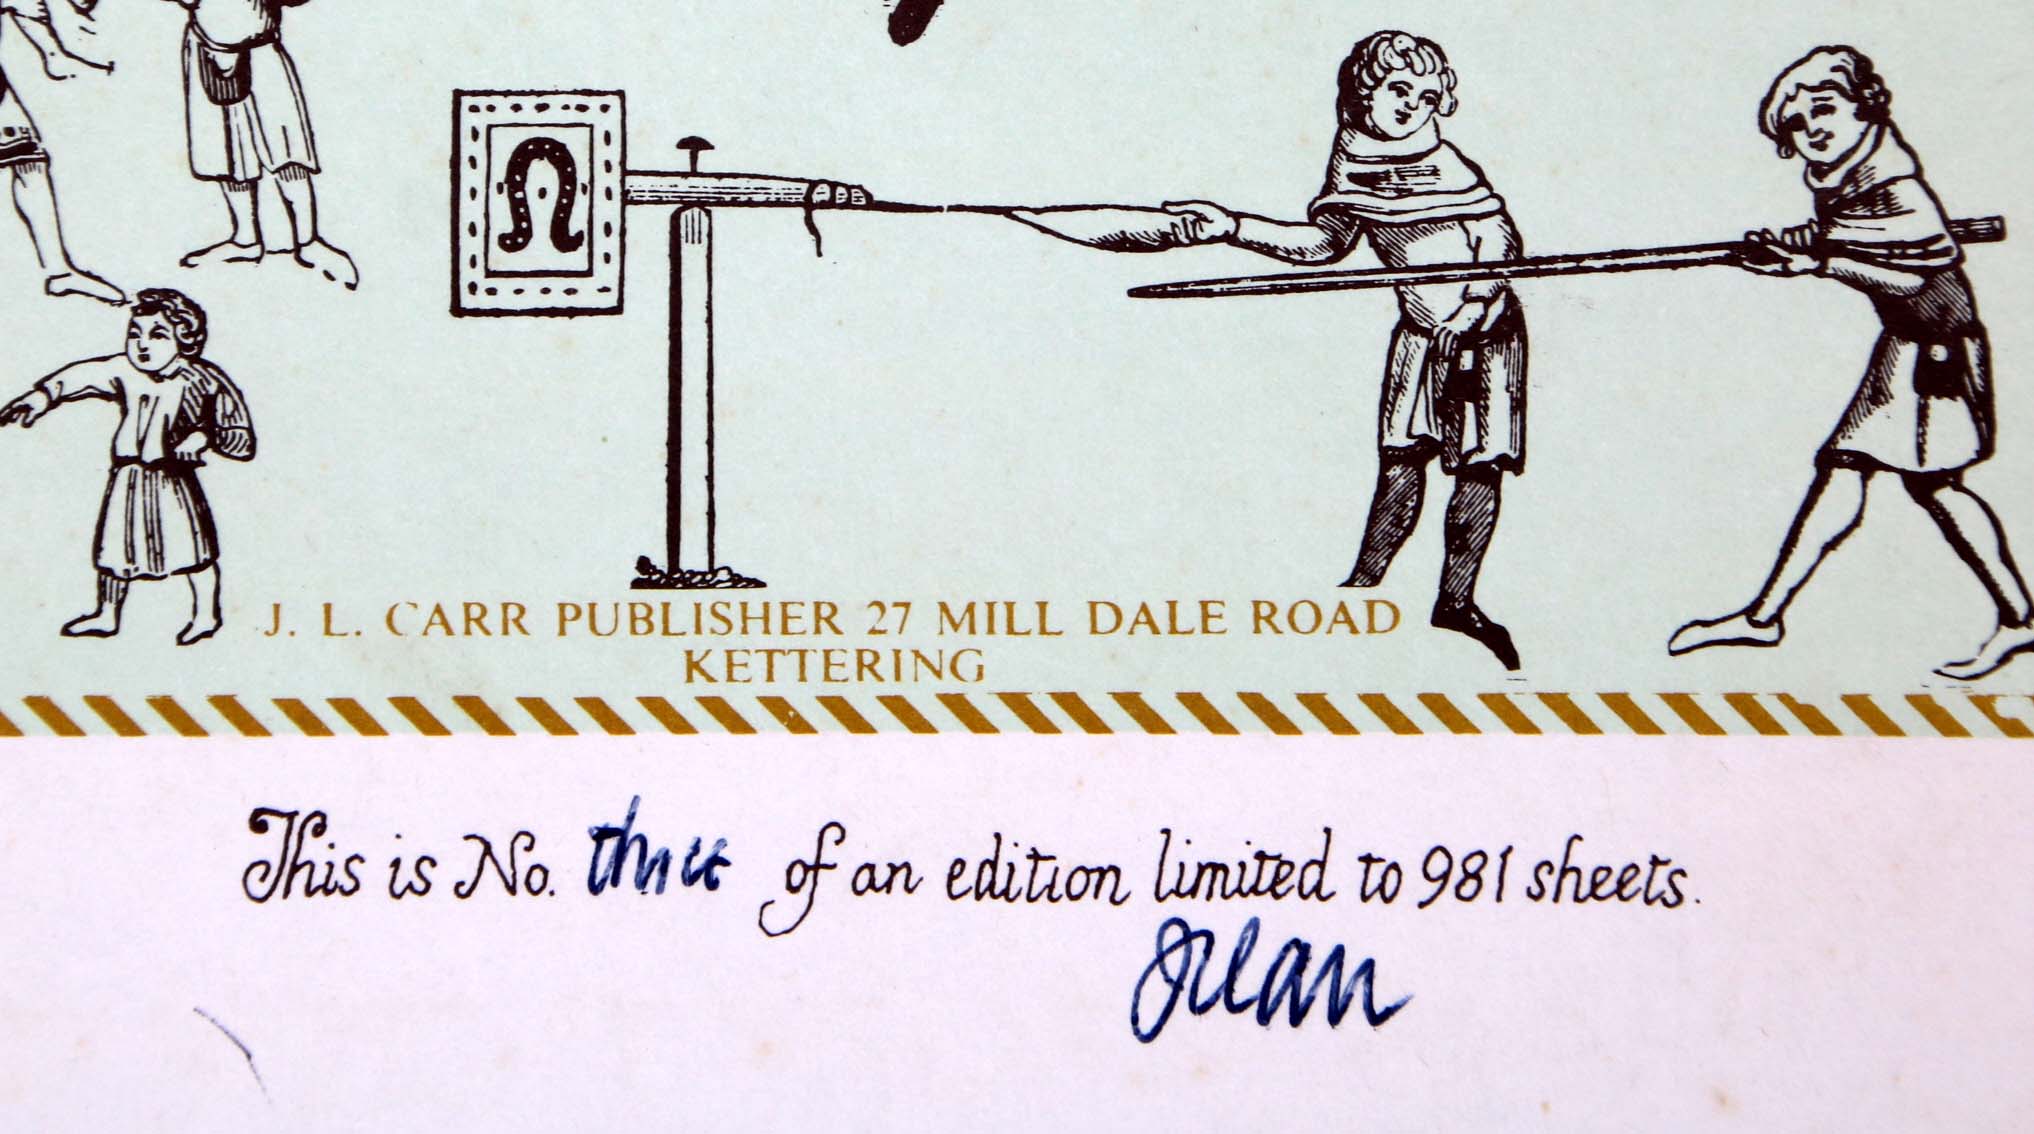 J. L. CARR PUBLISHER 27 MILL DALE ROAD
KETTERING
This is No. three of an edition limited to 981 sheets.